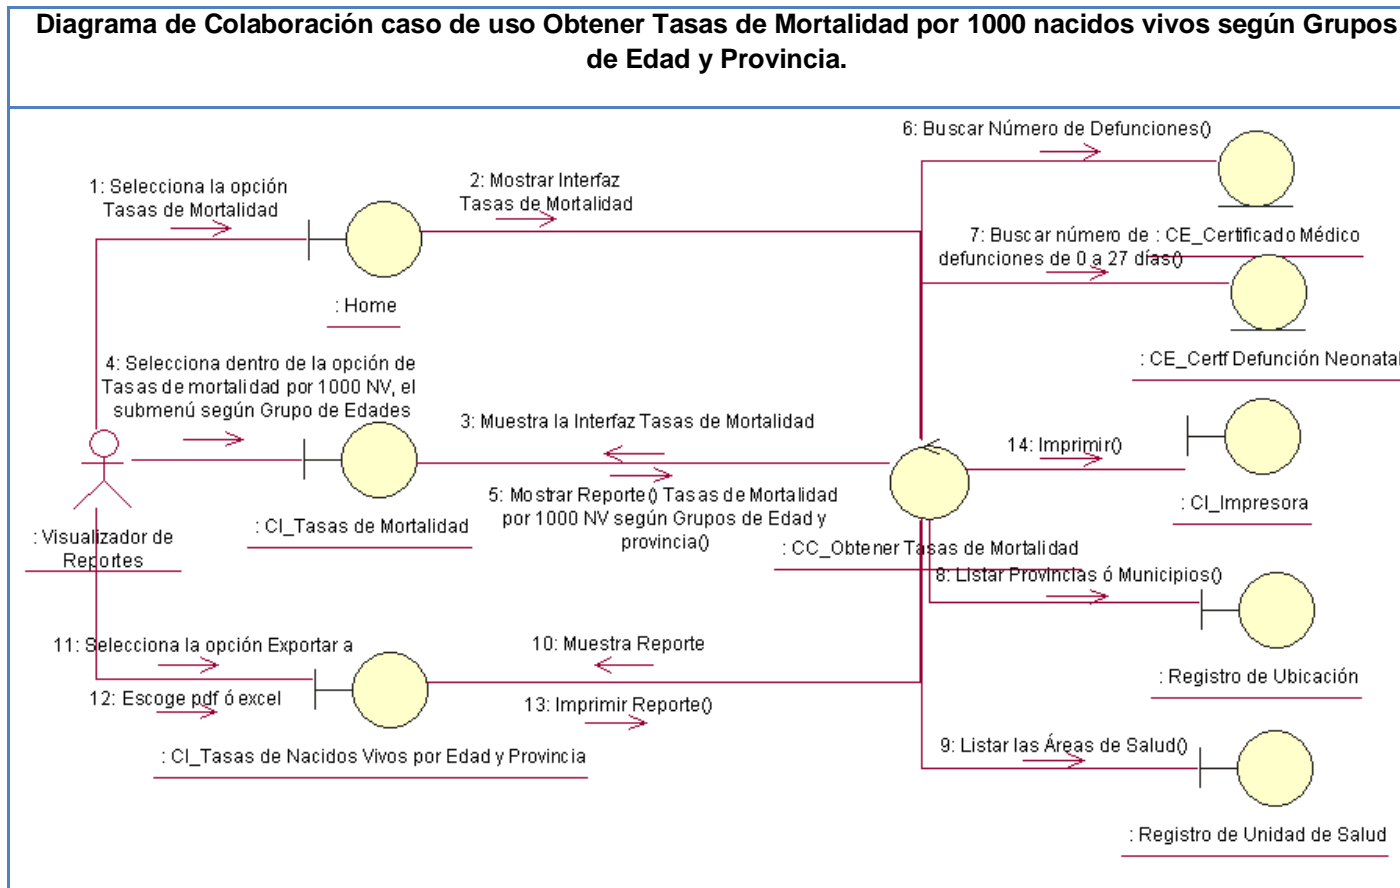 Diagrama de Colaboración caso de uso Obtener Tasas de Mortalidad por 1000 nacidos vivos según Grupos
de Edad y Provincia.
6: Buscar Número de Defunciones()
1: Selecciona la opción
Tasas de Mortalidad
2: Mostrar Interfaz
Tasas de Mortalidad
7: Buscar número de
defunciones de 0 a 27 días()
: CE_Certificado Médico
: Home
4: Selecciona dentro de la opción de
Tasas de mortalidad por 1000 NV, el
submenú según Grupo de Edades
: CE_Certf Defunción Neonatal
3: Muestra la Interfaz Tasas de Mortalidad
14: Imprimir()
5: Mostrar Reporte() Tasas de Mortalidad
por 1000 NV según Grupos de Edad y
provincia()
: CI_Tasas de Mortalidad
: CI_Impresora
: Visualizador de
Reportes
: CC_Obtener Tasas de Mortalidad
8: Listar Provincias ó Municipios()
11: Selecciona la opción Exportar a
10: Muestra Reporte
: Registro de Ubicación
12: Escoge pdf ó excel
13: Imprimir Reporte()
9: Listar las Áreas de Salud()
: CI_Tasas de Nacidos Vivos por Edad y Provincia
: Registro de Unidad de Salud